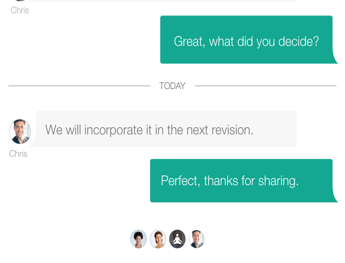 Chris
Great, what did you decide?
TODAY
We will incorporate it in the next revision.
Chris
Perfect, thanks for sharing.